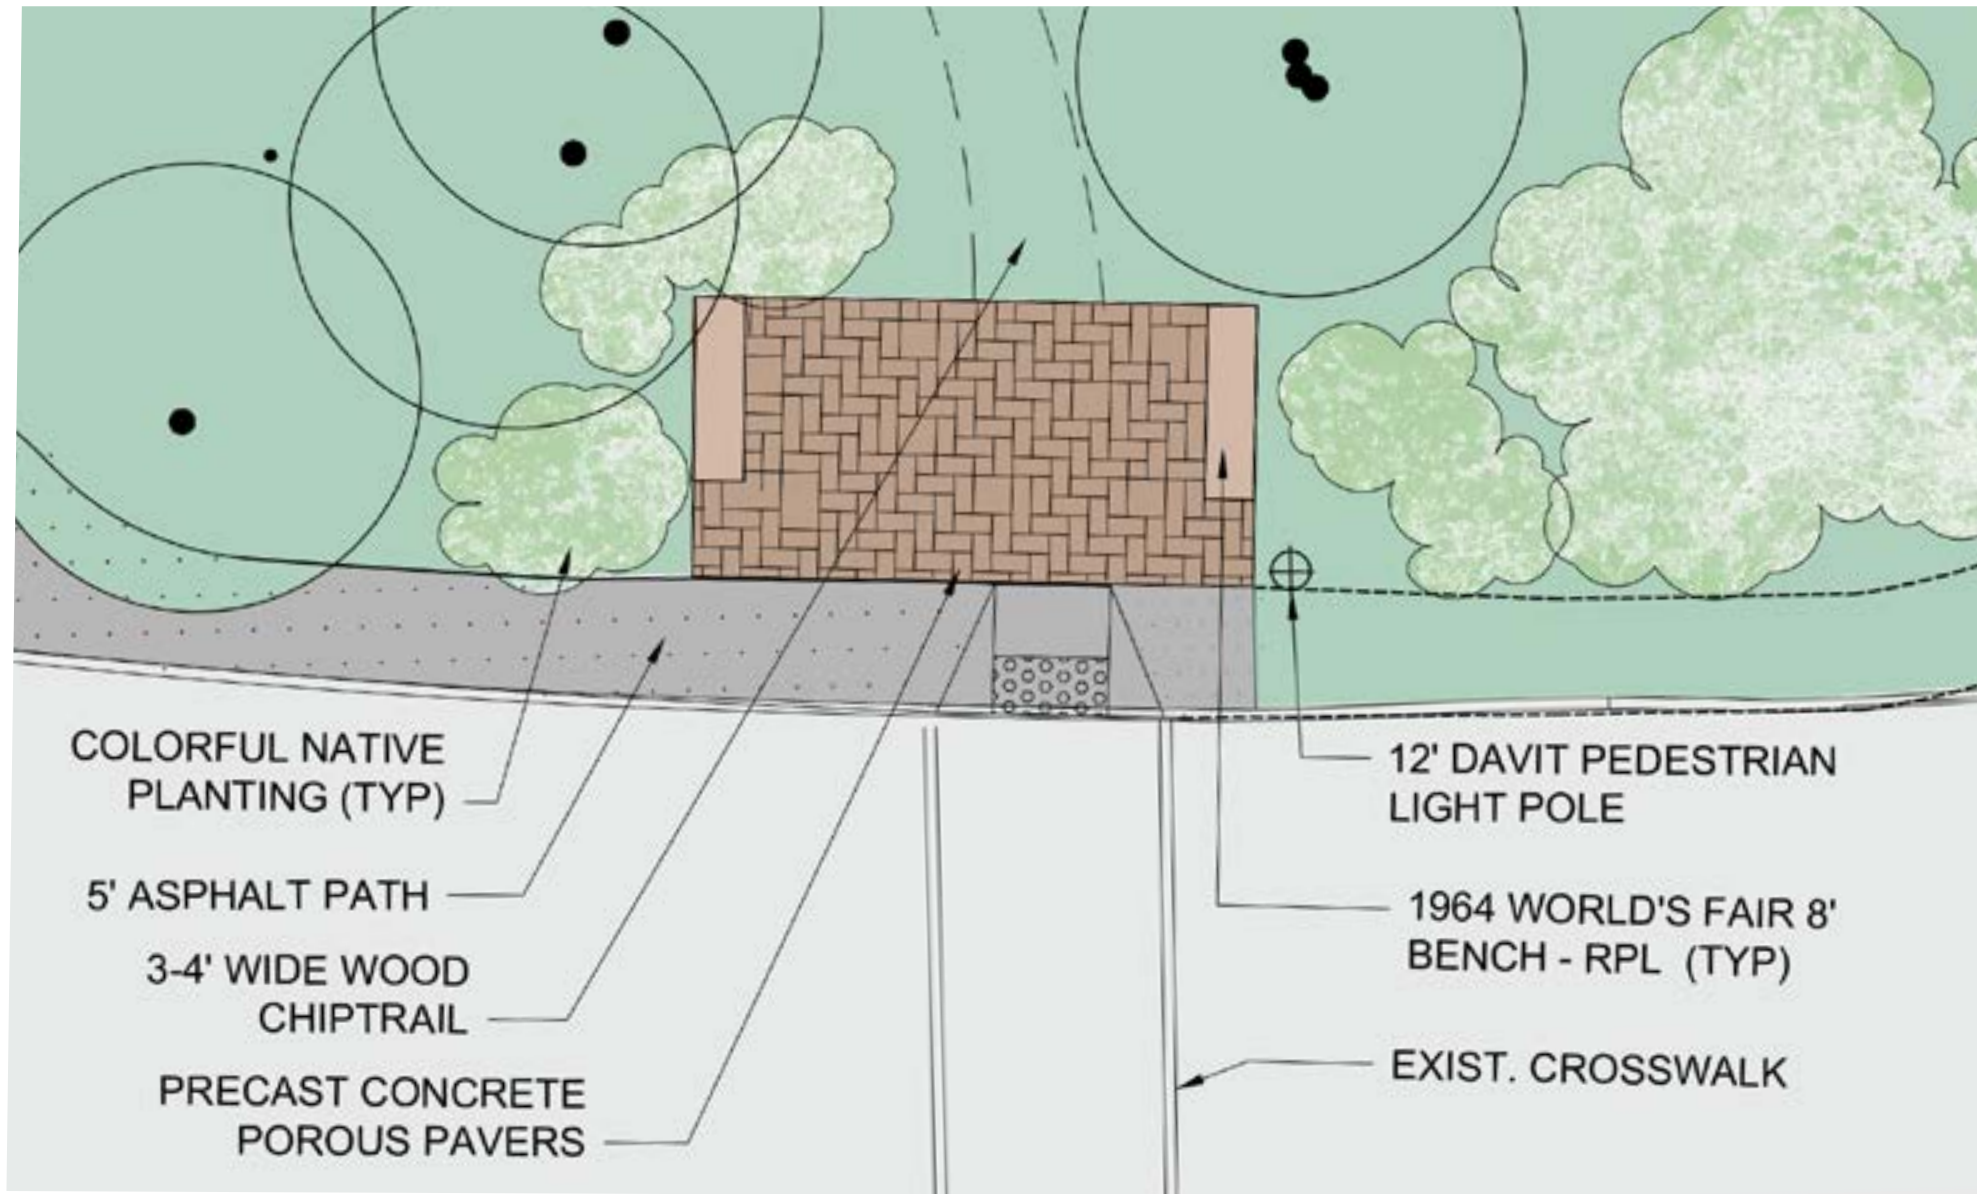 COLORFUL NATIVE
PLANTING (TYP)
5' ASPHALT PATH
3-4' WIDE WOOD
CHIPTRAIL
PRECAST CONCRETE
POROUS PAVERS
12' DAVIT PEDESTRIAN
LIGHT POLE
1964 WORLD'S FAIR 8'
BENCH - RPL (TYP)
EXIST. CROSSWALK